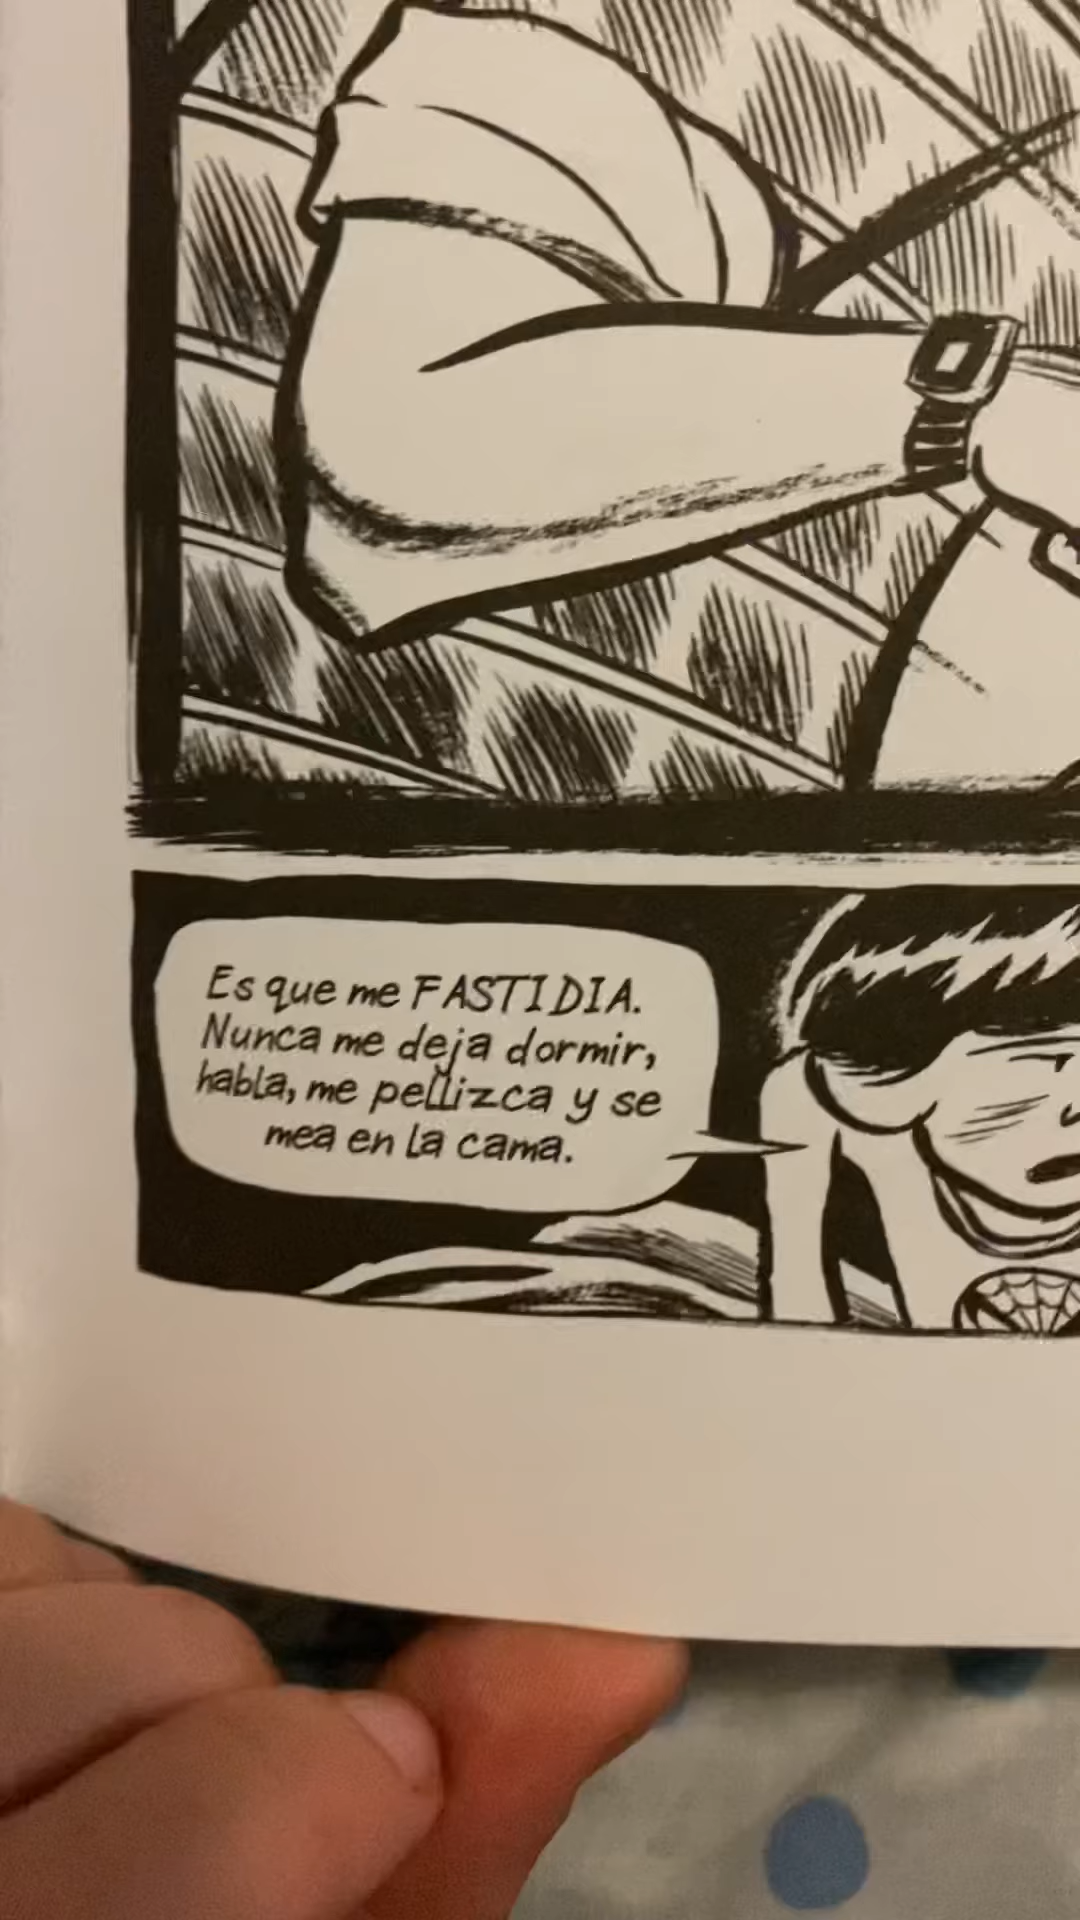 Es que me FASTIDIA.
Nunca me deja dormir,
habla, me pellizca y se
mea en la cama.